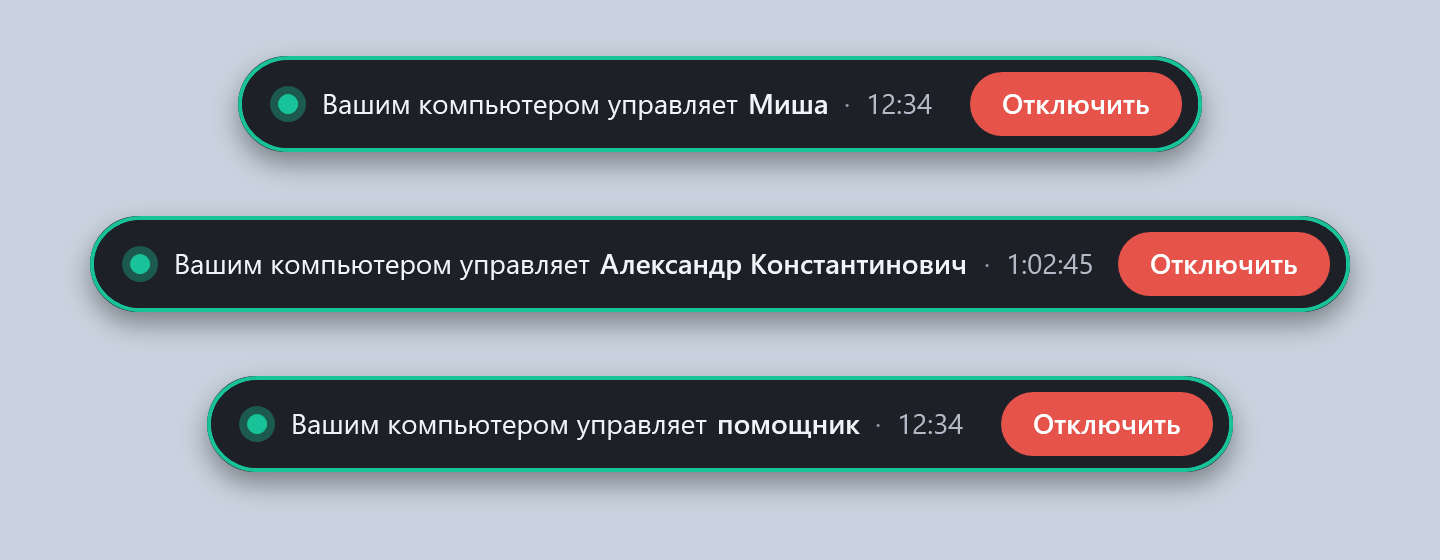 Вашим компьютером управляет Миша · 12:34 Отключить
Вашим компьютером управляет Александр Константинович · 1:02:45 Отключить
Вашим компьютером управляет помощник · 12:34 Отключить